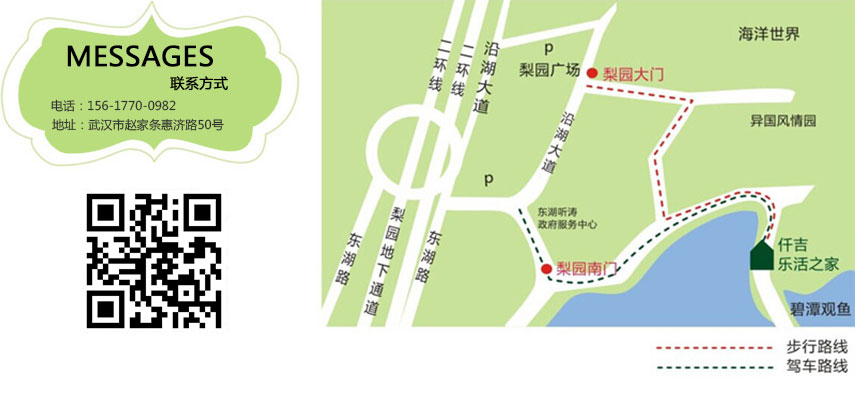 MESSAGES
联系方式
电话：156-1770-0982
地址：武汉市赵家条惠济路50号
二环线
二环线
沿湖大道
P
梨园广场
梨园大门
海洋世界
沿湖大道
异国风情园
P
东湖听涛
政府服务中心
东湖路
梨园地下通道
东湖路
梨园南门
仟吉
乐活之家
碧潭观鱼
步行路线
驾车路线